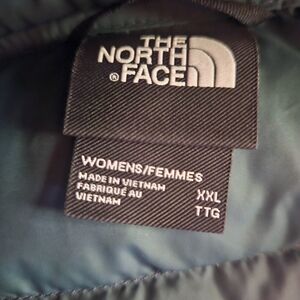 THE
NORTH
FACE
®
WOMENS/FEMMES
MADE IN VIETNAM
FABRIQUÉ AU
VIETNAM
XXL
TTG